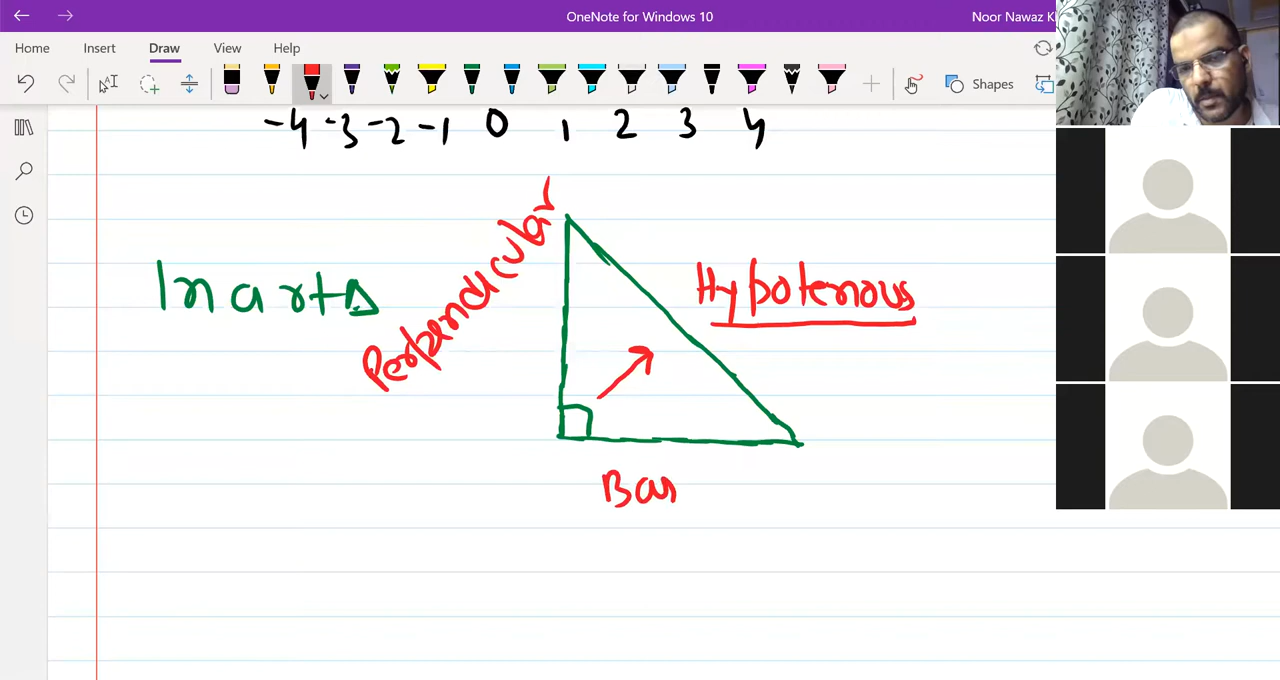 OneNote for Windows 10
Noor Nawaz Kh
Home Insert Draw View Help
Shapes
-4 -3 -2 -1 0 1 2 3 4
In a rt Δ
Perpendicular
Hypotenous
Bas